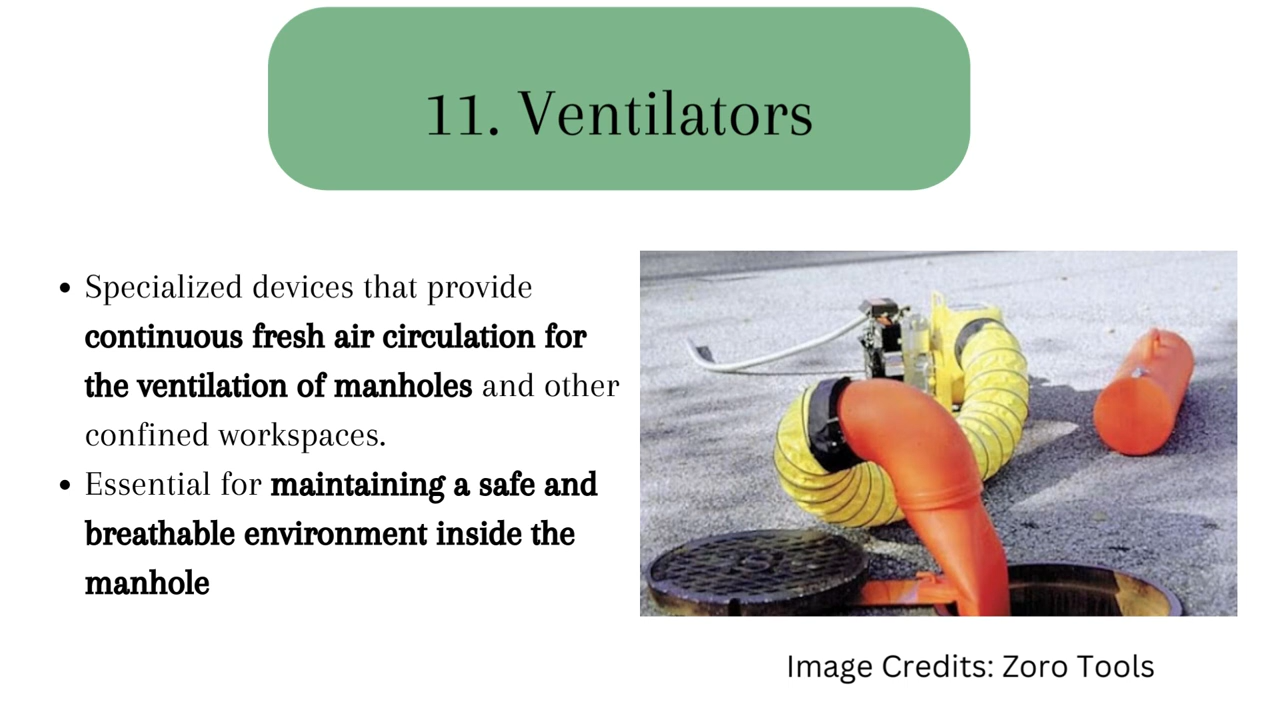 11. Ventilators
• Specialized devices that provide
continuous fresh air circulation for
the ventilation of manholes and other
confined workspaces.
• Essential for maintaining a safe and
breathable environment inside the
manhole
Image Credits: Zoro Tools